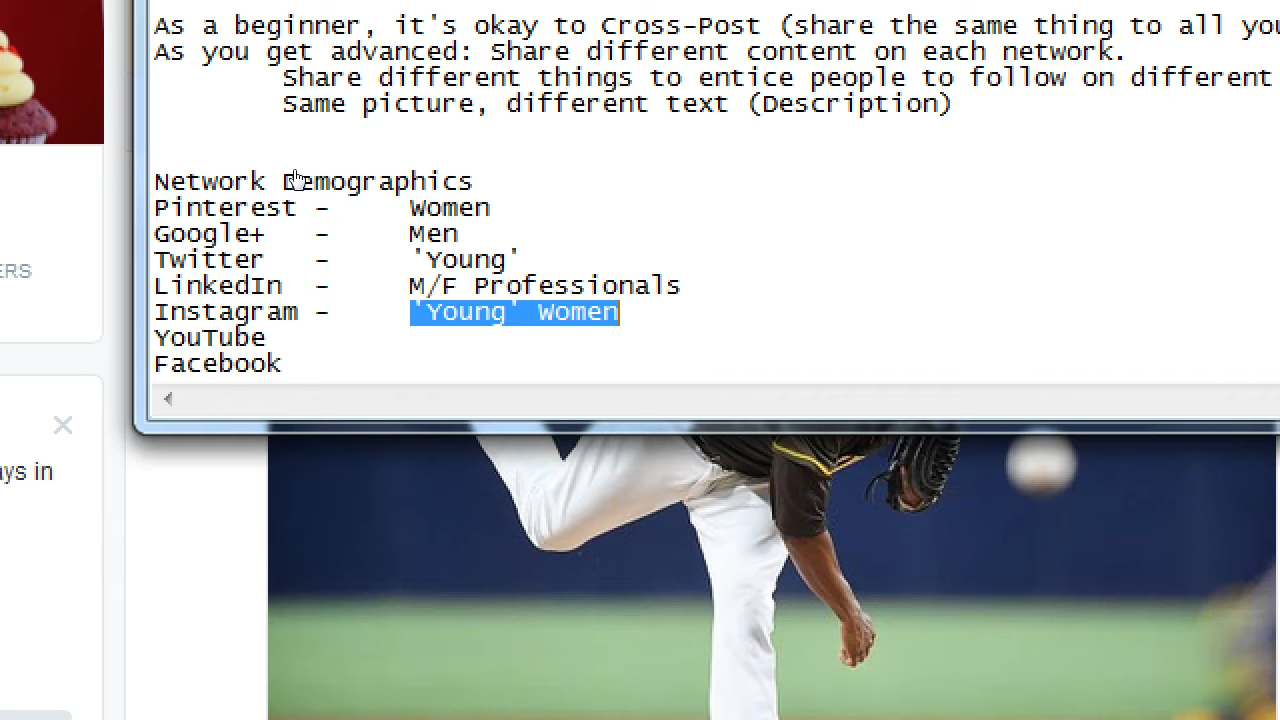 As a beginner, it's okay to Cross-Post (share the same thing to all
As you get advanced: Share different content on each network.
Share different things to entice people to follow on different
Same picture, different text (Description)
Network Demographics
Pinterest - Women
Google+ - Men
Twitter - 'Young'
ERS
LinkedIn - M/F Professionals
Instagram - 'Young' Women
YouTube
Facebook
in